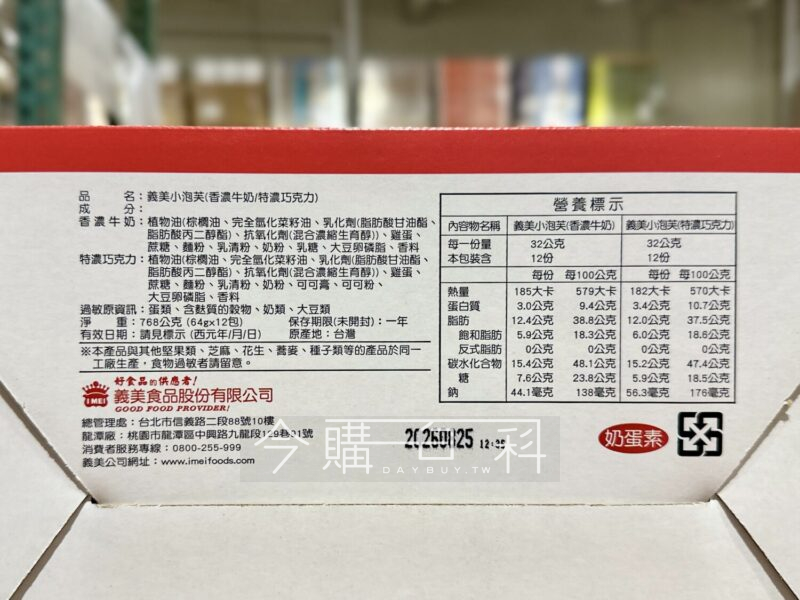 品　　　　名：義美小泡芙(香濃牛奶/特濃巧克力)
成　　　　分：
香濃牛奶：植物油(棕櫚油、完全氫化菜籽油、乳化劑(脂肪酸甘油酯、
脂肪酸丙二醇酯)、抗氧化劑(混合濃縮生育醇))、雞蛋、
蔗糖、麵粉、乳清粉、奶粉、乳糖、大豆卵磷脂、香料
特濃巧克力：植物油(棕櫚油、完全氫化菜籽油、乳化劑(脂肪酸甘油酯、
脂肪酸丙二醇酯)、抗氧化劑(混合濃縮生育醇))、雞蛋、
蔗糖、麵粉、乳清粉、奶粉、可可膏、可可粉、
大豆卵磷脂、香料
過敏原資訊：蛋類、含麩質的穀物、奶類、大豆類
淨　　重：768公克(64gx12包)　保存期限(未開封)：一年
有效日期：請見標示 (西元年/月/日)　原產地：台灣
※本產品與其他堅果類、芝麻、花生、蕎麥、種子類等的產品於同一
工廠生產，食物過敏者請留意。
好食品的供應者!
I MEI 義美食品股份有限公司
GOOD FOOD PROVIDER!
總管理處：台北市信義路二段88號10樓
龍潭廠：桃園市龍潭區中興路九龍段129巷91號
消費者服務專線：0800-255-999
義美公司網址：www.imeifoods.com
營養標示
內容物名稱 義美小泡芙(香濃牛奶) 義美小泡芙(特濃巧克力)
每一份量 32公克 32公克
本包裝含 12份 12份
每份 每100公克 每份 每100公克
熱量 185大卡 579大卡 182大卡 570大卡
蛋白質 3.0公克 9.4公克 3.4公克 10.7公克
脂肪 12.4公克 38.8公克 12.0公克 37.5公克
飽和脂肪 5.9公克 18.3公克 6.0公克 18.6公克
反式脂肪 0公克 0公克 0公克 0公克
碳水化合物 15.4公克 48.1公克 15.2公克 47.4公克
糖 7.6公克 23.8公克 5.9公克 18.5公克
鈉 44.1毫克 138毫克 56.3毫克 176毫克
20260825 12:35
奶蛋素
今購百科
DAYBUY.TW